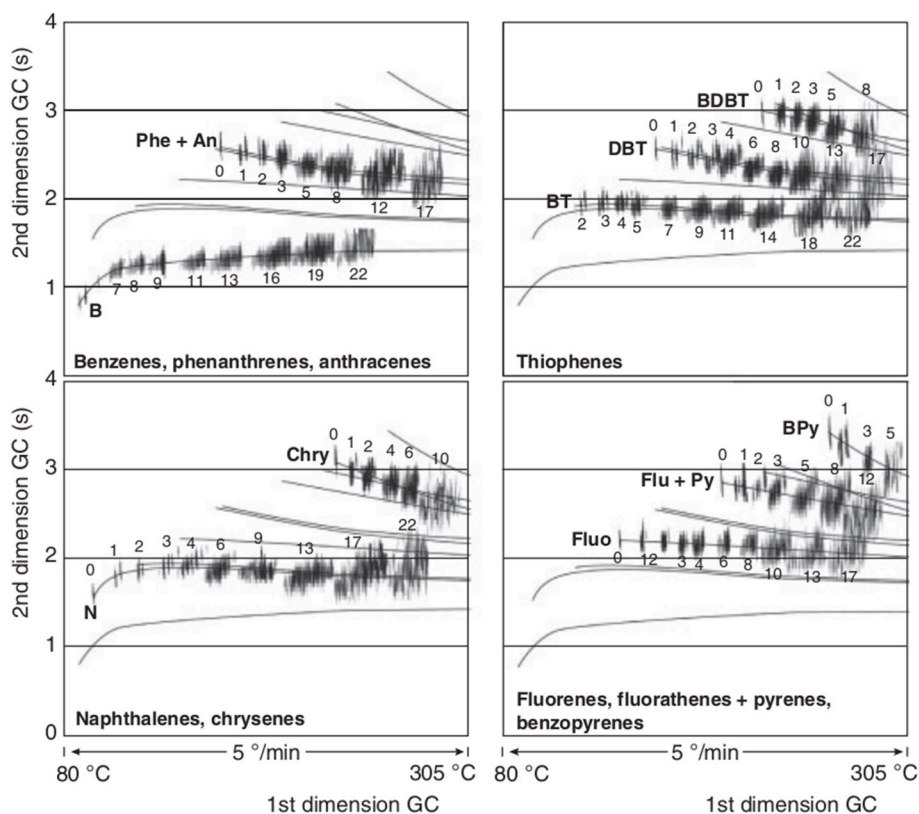 2nd dimension GC (s)
4
3
2
1
Phe + An
0 1 2 3 5 8 12 17
B
7 8 9 11 13 16 19 22
Benzenes, phenanthrenes, anthracenes
BDBT
0 1 2 3 5 8 10 13 17
DBT
0 1 2 3 4 6 8
BT
2 3 4 5 7 9 11 14 18 22
Thiophenes
2nd dimension GC (s)
4
3
2
1
0
Chry
0 1 2 4 6 10
N
0 1 2 3 4 6 9 13 17 22
Naphthalenes, chrysenes
BPy
0 1 3 5
Flu + Py
0 1 2 3 5 8 12
Fluo
0 12 3 4 6 8 10 13 17
Fluorenes, fluorathenes + pyrenes,
benzopyrenes
5 °/min
80 °C 305 °C
1st dimension GC
5 °/min
80 °C 305 °C
1st dimension GC